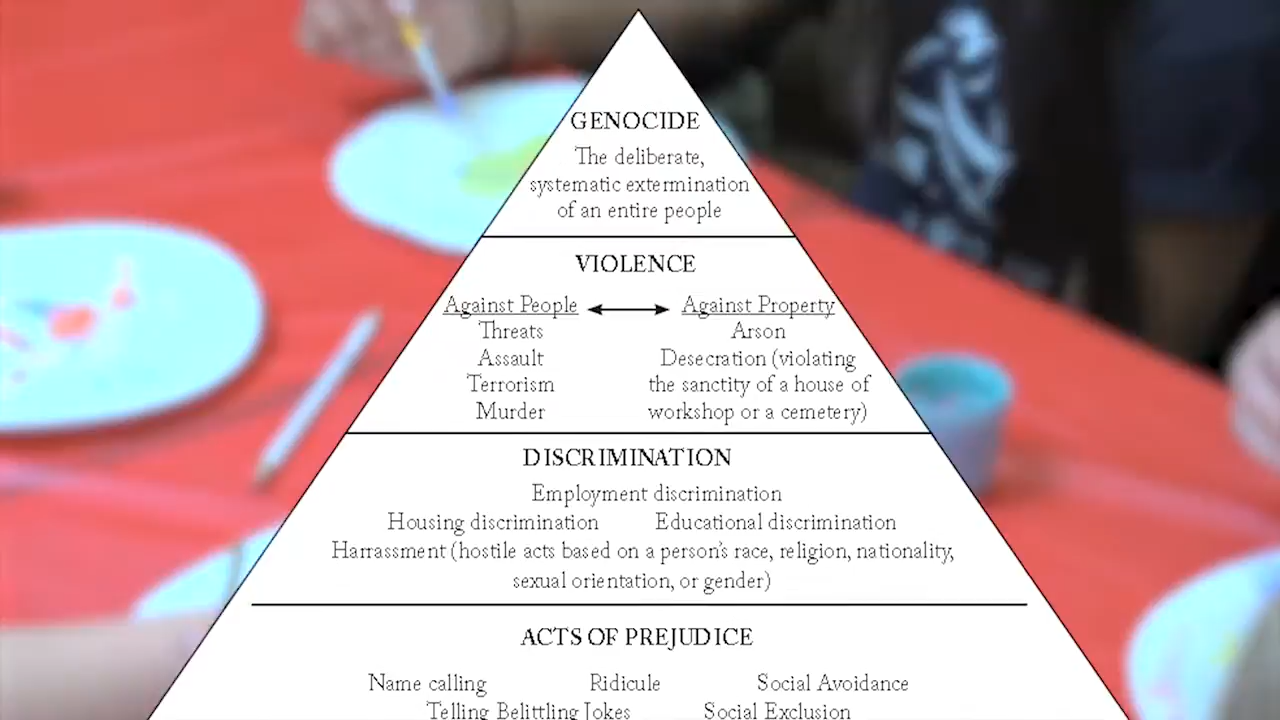 GENOCIDE
The deliberate,
systematic extermination
of an entire people
VIOLENCE
Against People Against Property
Threats Arson
Assault Desecration (violating
Terrorism the sanctity of a house of
Murder workshop or a cemetery)
DISCRIMINATION
Employment discrimination
Housing discrimination Educational discrimination
Harrassment (hostile acts based on a person's race, religion, nationality,
sexual orientation, or gender)
ACTS OF PREJUDICE
Name calling Ridicule Social Avoidance
Telling Belittling Jokes Social Exclusion